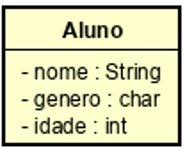 Aluno
- nome : String
- genero : char
- idade : int